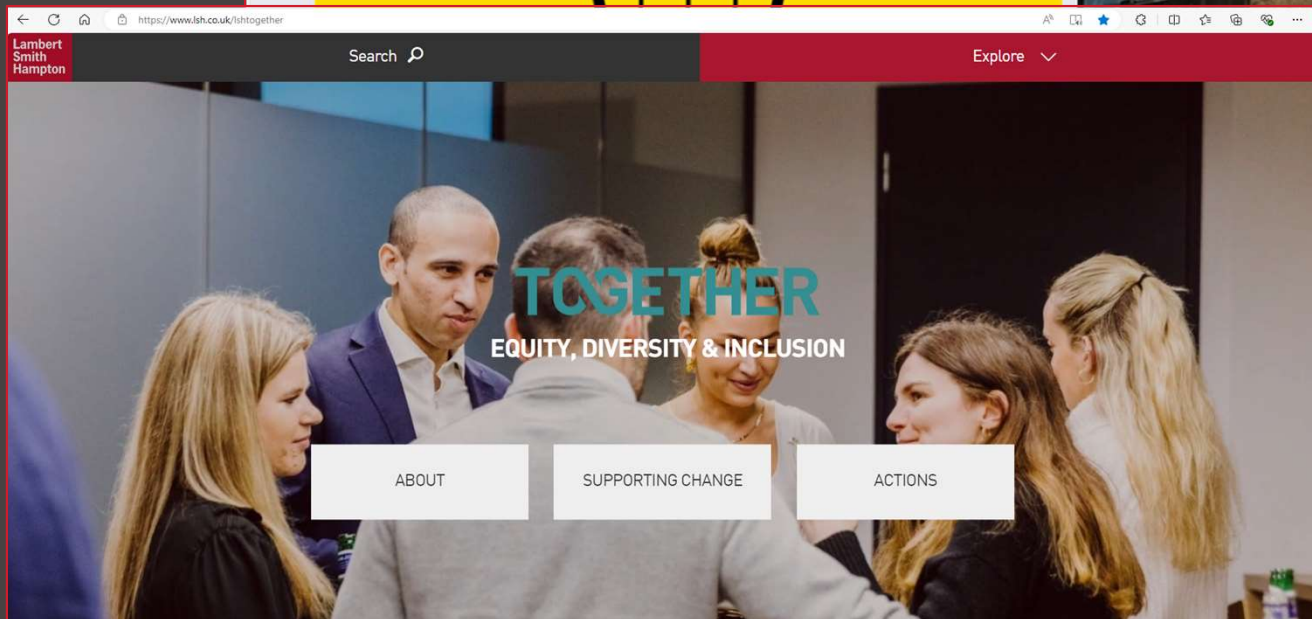 https://www.lsh.co.uk/lshtogether
Lambert
Smith
Hampton
Search
Explore
TOGETHER
EQUITY, DIVERSITY & INCLUSION
ABOUT
SUPPORTING CHANGE
ACTIONS